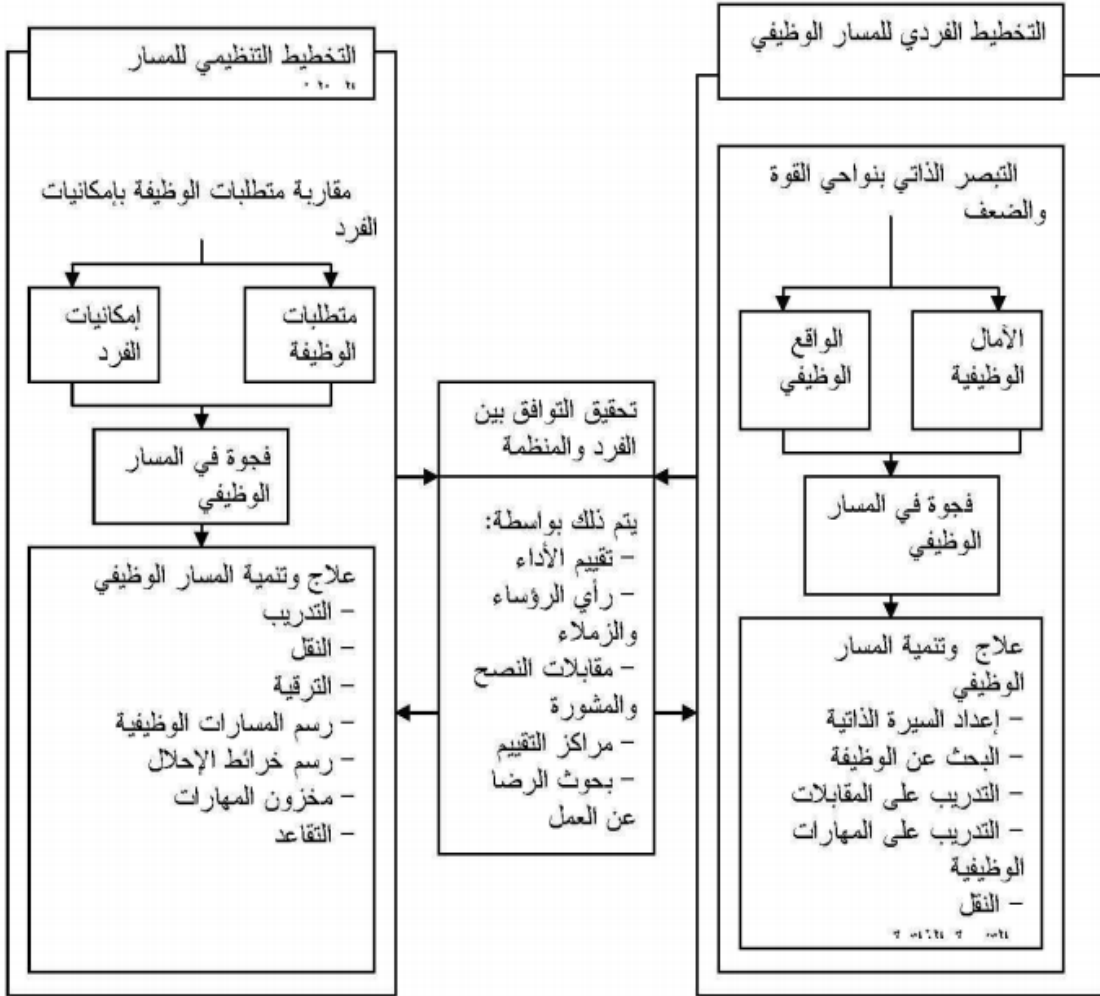 التخطيط الفردي للمسار الوظيفي
التبصر الذاتي بنواحي القوة
والضعف
الآمال
الوظيفية
الواقع
الوظيفي
فجوة في المسار
الوظيفي
علاج وتنمية المسار
الوظيفي
- إعداد السيرة الذاتية
- البحث عن الوظيفة
- التدريب على المقابلات
- التدريب على المهارات
الوظيفية
- النقل
تحقيق التوافق بين
الفرد والمنظمة
يتم ذلك بواسطة:
- تقييم الأداء
- رأي الرؤساء
والزملاء
- مقابلات النصح
والمشورة
- مراكز التقييم
- بحوث الرضا
عن العمل
التخطيط التنظيمي للمسار
مقاربة متطلبات الوظيفة بإمكانيات
الفرد
متطلبات
الوظيفة
إمكانيات
الفرد
فجوة في المسار
الوظيفي
علاج وتنمية المسار الوظيفي
- التدريب
- النقل
- الترقية
- رسم المسارات الوظيفية
- رسم خرائط الإحلال
- مخزون المهارات
- التقاعد